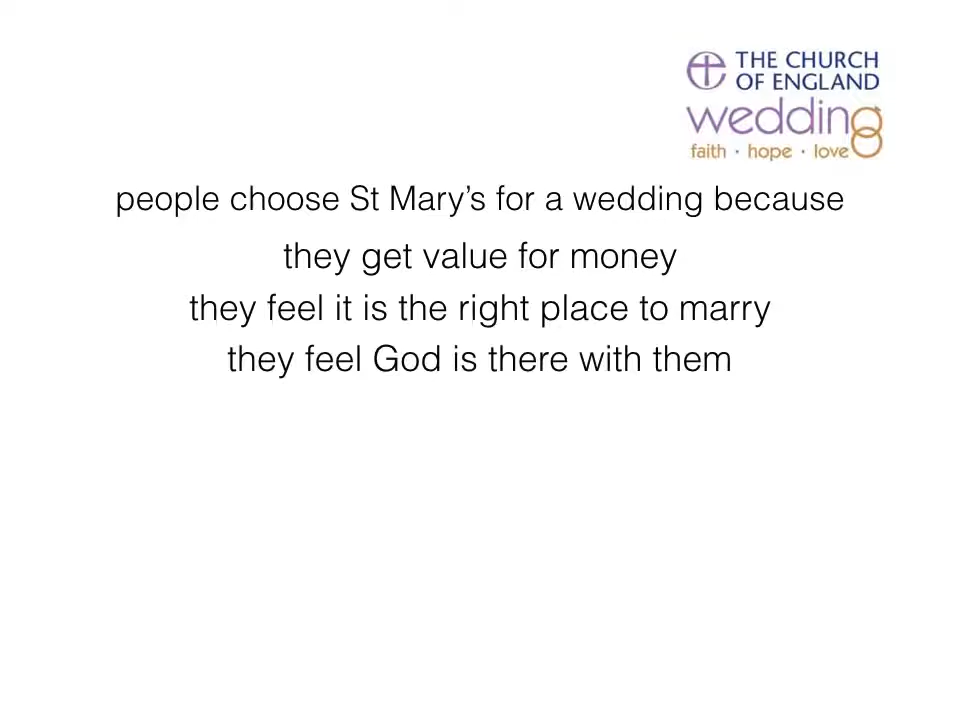 THE CHURCH
OF ENGLAND
weddings
faith · hope · love
people choose St Mary’s for a wedding because
they get value for money
they feel it is the right place to marry
they feel God is there with them